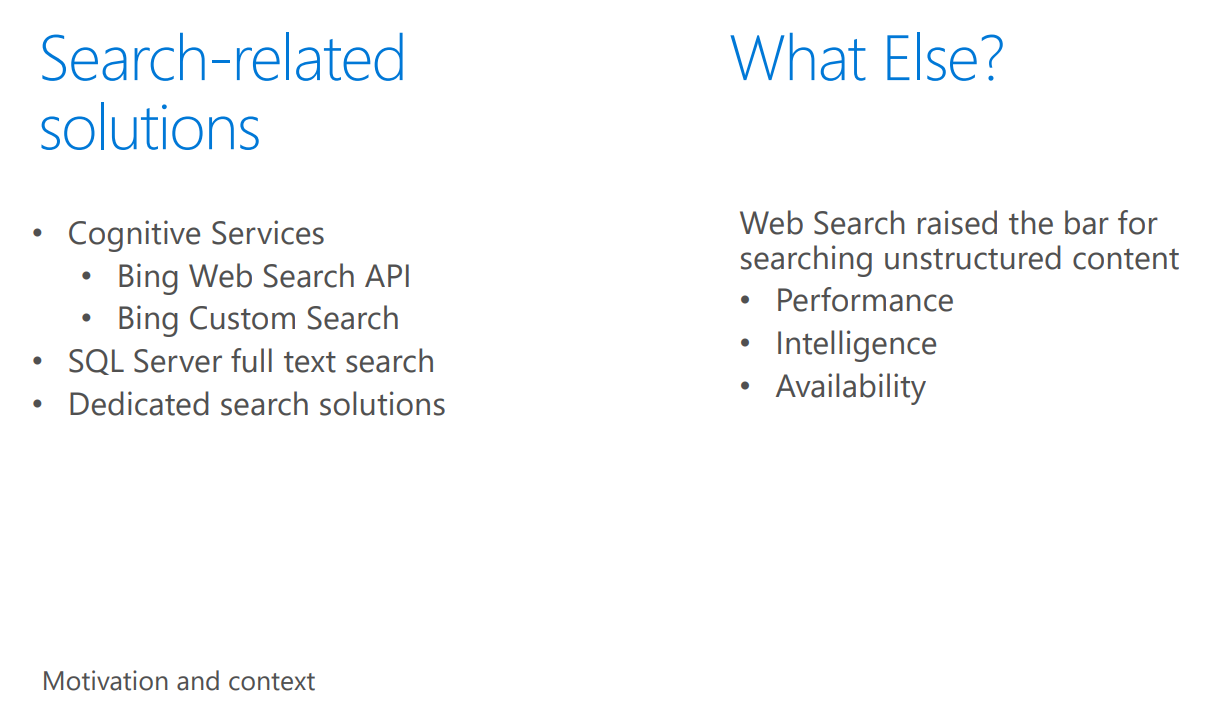 Search-related
solutions
• Cognitive Services
• Bing Web Search API
• Bing Custom Search
• SQL Server full text search
• Dedicated search solutions
What Else?
Web Search raised the bar for
searching unstructured content
• Performance
• Intelligence
• Availability
Motivation and context